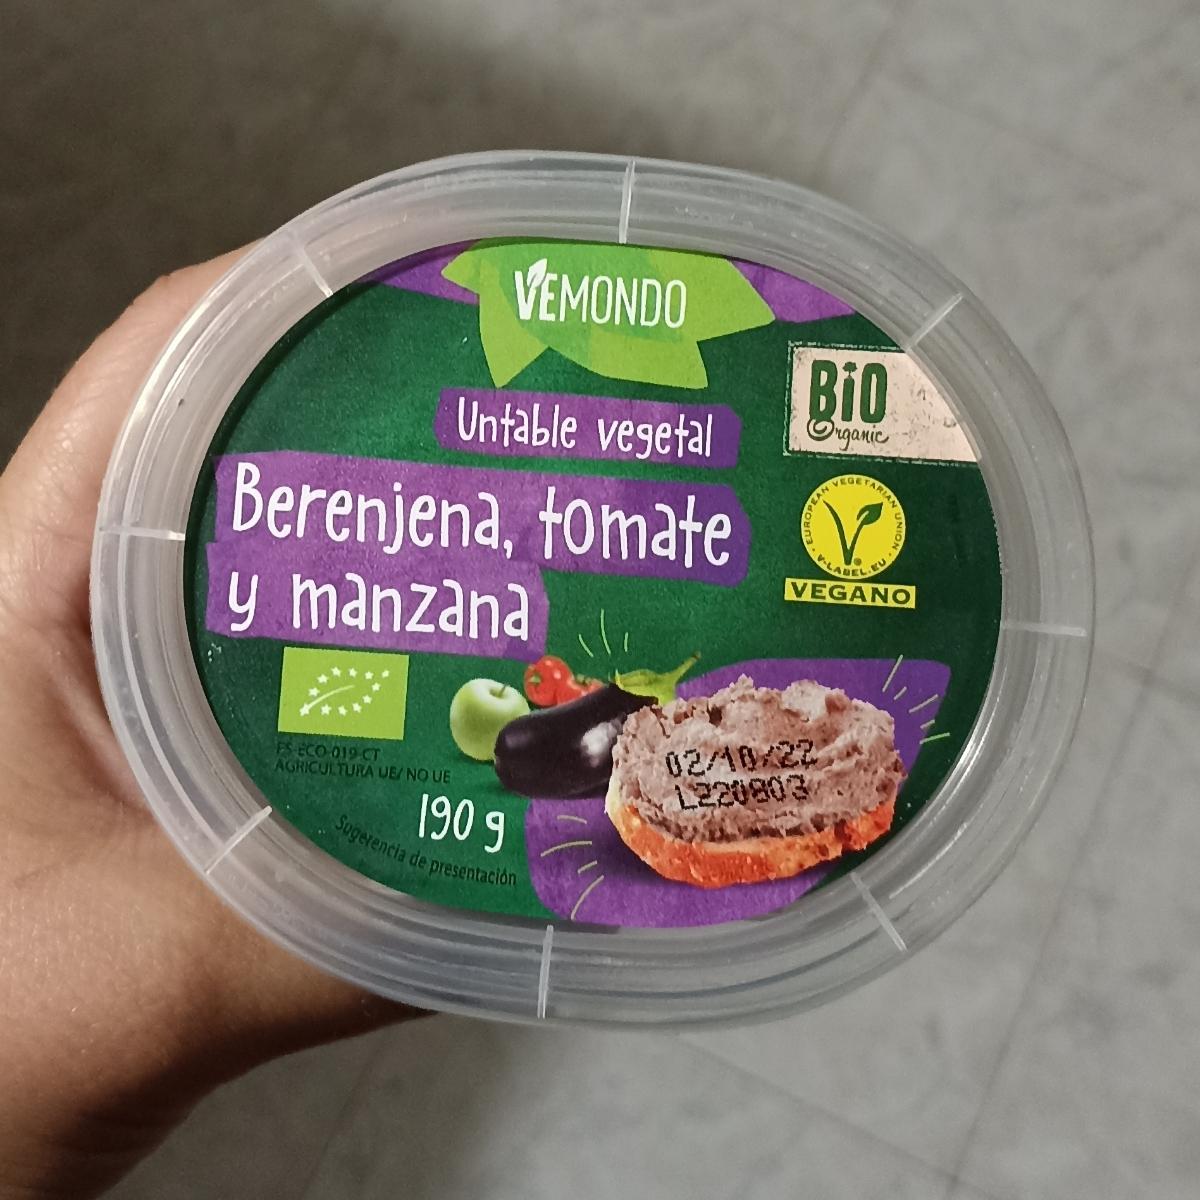 VEMONDO
Untable vegetal
BiO
Organic
Berenjena, tomate
y manzana
EUROPEAN VEGETARIAN UNION
V-LABEL.EU
VEGANO
ES-ECO-019-CT
AGRICULTURA UE/ NO UE
190 g
Sugerencia de presentación
02/10/22
L220803